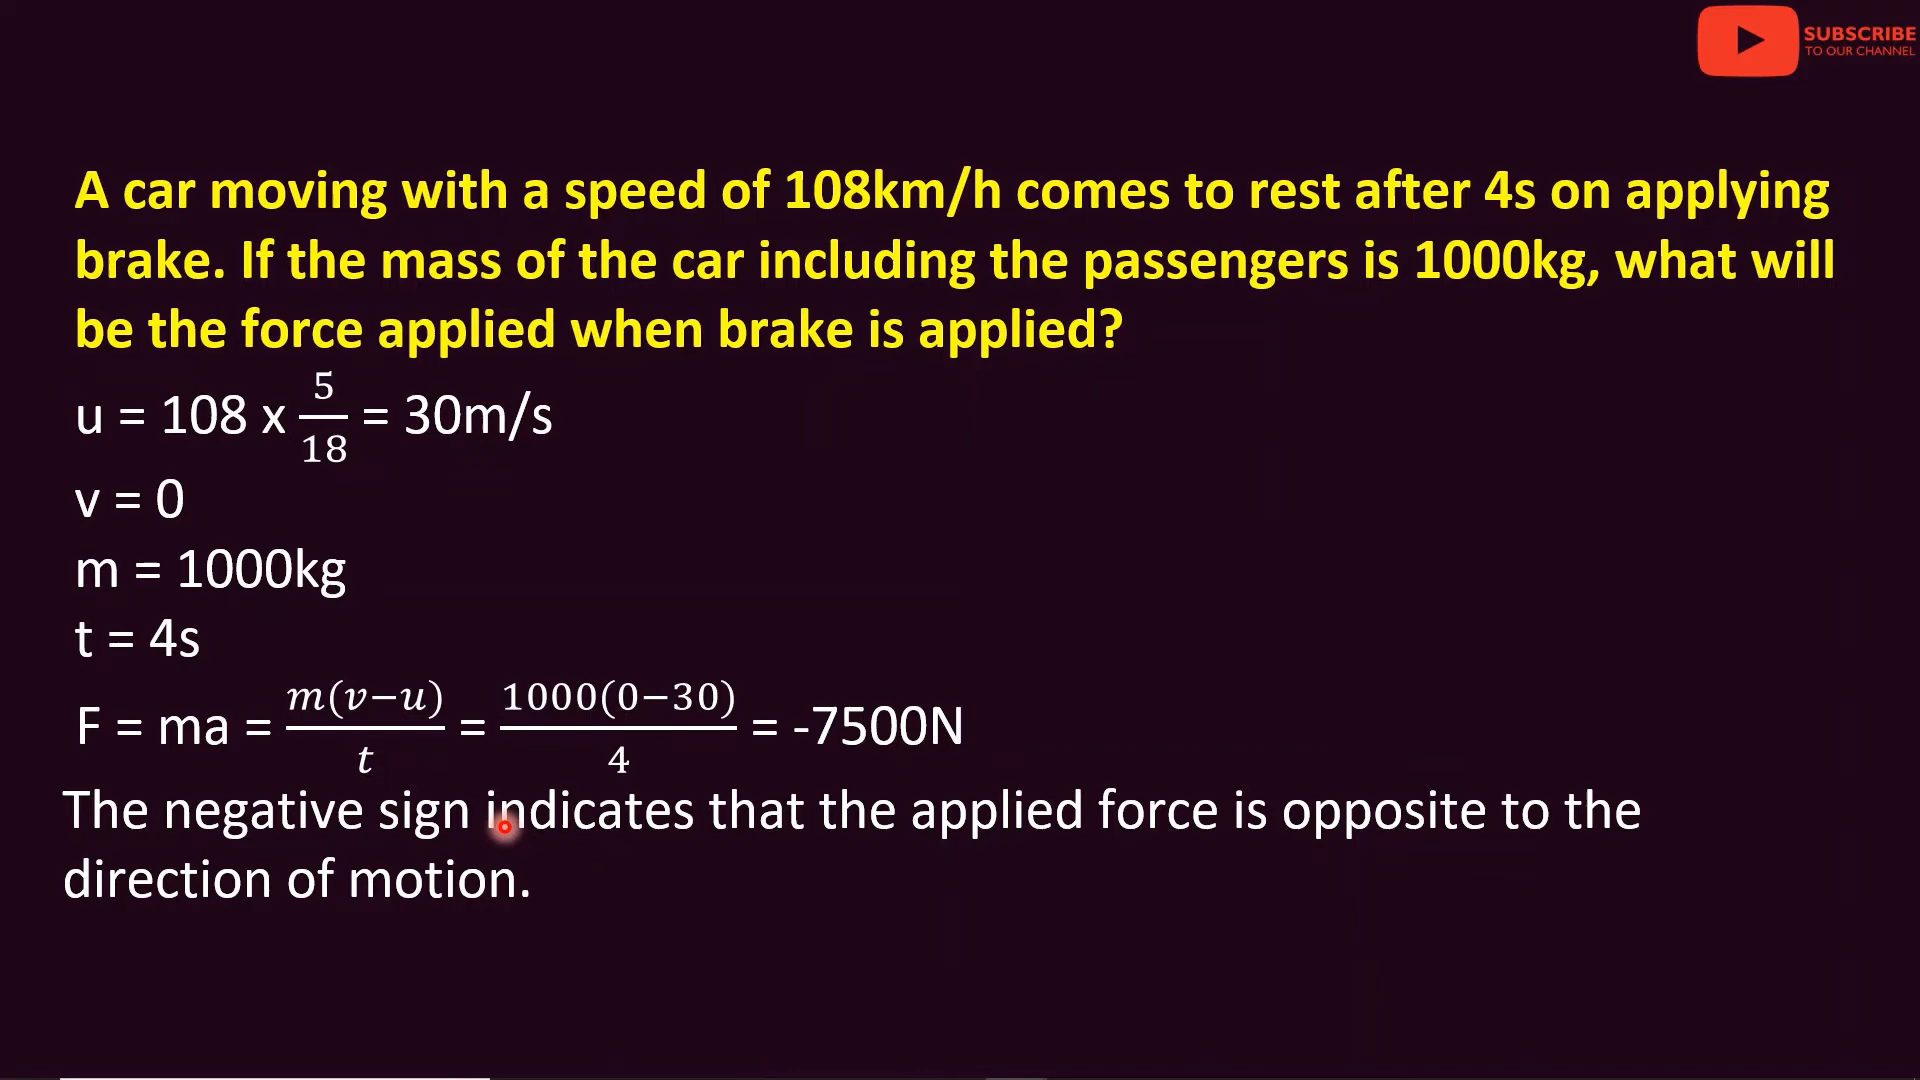 SUBSCRIBE
TO OUR CHANNEL
A car moving with a speed of 108km/h comes to rest after 4s on applying
brake. If the mass of the car including the passengers is 1000kg, what will
be the force applied when brake is applied?
u = 108 x 5/18 = 30m/s
v = 0
m = 1000kg
t = 4s
F = ma = m(v−u)/t = 1000(0−30)/4 = -7500N
The negative sign indicates that the applied force is opposite to the
direction of motion.